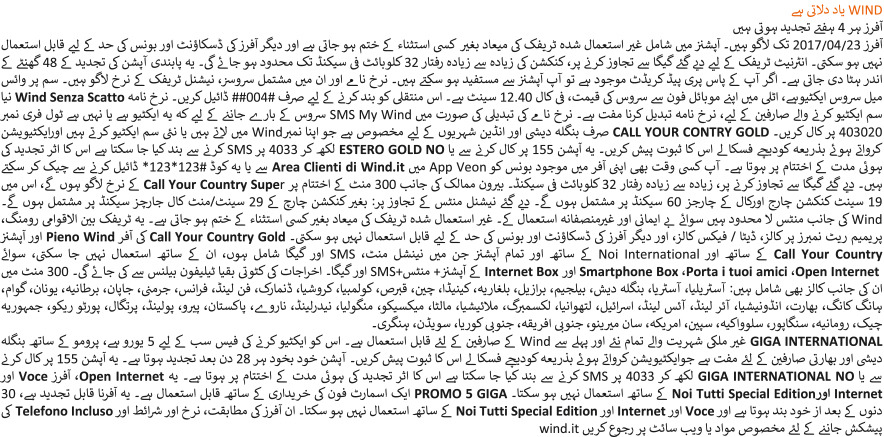 WIND یاد دلاتی ہے
آفرز ہر 4 ہفتے تجدید ہوتی ہیں
آفرز 2017/04/23 تک لاگو ہیں۔ آپشنز میں شامل غیر استعمال شدہ ٹریفک کی میعاد بغیر کسی استثناء کے ختم ہو جاتی ہے اور دیگر آفرز کی ڈسکاؤنٹ اور بونس کی حد کے لیے قابل استعمال
نہیں ہو سکتی۔ انٹرنیٹ ٹریفک کے لیے دیے گئے گیگا سے تجاوز کرنے پر، کنکشن کی زیادہ سے زیادہ رفتار 32 کلوبائٹ فی سیکنڈ تک محدود ہو جائے گی۔ یہ پابندی آپشن کی تجدید کے 48 گھنٹے کے
اندر ہٹا دی جاتی ہے۔ اگر آپ کے پاس پری پیڈ کریڈٹ موجود ہے تو آپ آپشنز سے مستفید ہو سکتے ہیں۔ نرخ نامے اور ان میں مشتمل سروسز، نیشنل ٹریفک کے نرخ لاگو ہیں۔ سم پر وائس
میل سروس ایکٹیوہے، اٹلی میں اپنے موبائل فون سے سروس کی قیمت، فی کال 12.40 سینٹ ہے۔ اس منتقلی کو بند کرنے کے لیے صرف #004## ڈائیل کریں۔ نرخ نامہ Wind Senza Scatto نیا
سم ایکٹیو کرنے والے صارفین کے لیے، نرخ نامہ تبدیل کرنا مفت ہے۔ نرخ نامے کی تبدیلی کی صورت میں SMS My Wind سروس کے بارے جاننے کے لیے کہ یہ ایکٹیو ہے یا نہیں ہے ٹول فری نمبر
403020 پر کال کریں۔ CALL YOUR CONTRY GOLD صرف بنگلہ دیشی اور انڈین شہریوں کے لیے مخصوص ہے جو اپنا نمبرWind میں لاتے ہیں یا نئی سم ایکٹیو کرتے ہیں اورایکٹیویشن
کرواتے ہوئے بذریعہ کودیچے فسکالے اس کا ثبوت پیش کریں۔ یہ آپشن 155 پر کال کرنے سے یا ESTERO GOLD NO لکھ کر 4033 پر SMS کرنے سے بند کیا جا سکتا ہے اس کا اثر تجدید کی
ہوئی مدت کے اختتام پر ہوتا ہے۔ آپ کسی وقت بھی اپنی آفر میں موجود بونس کو App Veon میں Area Clienti di Wind.it سے یا یہ کوڈ #123*123* ڈائیل کرنے سے چیک کر سکتے
ہیں۔ دیے گئے گیگا سے تجاوز کرنے پر، زیادہ سے زیادہ رفتار 32 کلوبائٹ فی سیکنڈ۔ بیرون ممالک کی جانب 300 منٹ کے اختتام پر Call Your Country Super کے نرخ لاگو ہوں گے، اس میں
19 سینٹ کنکشن چارج اورکال کے چارجز 60 سیکنڈ پر مشتمل ہوں گے۔ دیے گئے نیشنل منٹس کے تجاوز پر: بغیر کنکشن چارج کے 29 سینٹ/منٹ کال جارچز سیکنڈ پر مشتمل ہوں گے۔
Wind کی جانب منٹس لا محدود ہیں سوائے بے ایمانی اور غیرمنصفانہ استعمال کے۔ غیر استعمال شدہ ٹریفک کی میعاد بغیر کسی استثناء کے ختم ہو جاتی ہے۔ یہ ٹریفک بین الاقوامی رومنگ،
پریمیم ریٹ نمبرز پر کالز، ڈیٹا / فیکس کالز، اور دیگر آفرز کی ڈسکاؤنٹ اور بونس کی حد کے لیے قابل استعمال نہیں ہو سکتی۔ Call Your Country Gold کی آفر Pieno Wind اور آپشنز
Call Your Country کے ساتھ اور Noi International کے ساتھ اور تمام آپشنز جن میں نیشنل منٹ، SMS اور گیگا شامل ہوں، ان کے ساتھ استعمال نہیں جا سکتی، سوائے
Smartphone Box ،Porta i tuoi amici ،Open Internet اور Internet Box کے آپشنز+ منٹس+SMS اور گیگا۔ اخراجات کی کٹوتی بقایا ٹیلیفون بیلنس سے کی جائے گی۔ 300 منٹ میں
ان کی جانب کالز بھی شامل ہیں: آسٹریلیا، آسٹریا، بنگلہ دیش، بیلجیم، برازیل، بلغاریہ، کینیڈا، چین، قبرص، کولمبیا، کروشیا، ڈنمارک، فن لینڈ، فرانس، جرمنی، جاپان، برطانیہ، یونان، گوام،
ہانگ کانگ، بھارت، انڈونیشیا، آئر لینڈ، آئس لینڈ، اسرائیل، لتھوانیا، لکسمبرگ، ملائیشیا، مالٹا، میکسیکو، منگولیا، نیدرلینڈ، ناروے، پاکستان، پیرو، پولینڈ، پرتگال، پورٹو ریکو، جمہوریہ
چیک، رومانیہ، سنگاپور، سلوواکیہ، سپین، امریکہ، سان میرینو، جنوبی افریقہ، جنوبی کوریا، سویڈن، ہنگری۔
GIGA INTERNATIONAL غیر ملکی شہریت والے تمام نئے اور پہلے سے Wind کے صارفین کے لئے قابل استعمال ہے۔ اس کو ایکٹیو کرنے کی فیس سب کے لیے 5 یورو ہے، پرومو کے ساتھ بنگلہ
دیشی اور بھارتی صارفین کے لئے مفت ہے جوایکٹیویشن کرواتے ہوئے بذریعہ کودیچے فسکالے اس کا ثبوت پیش کریں۔ آپشن خود بخود ہر 28 دن بعد تجدید ہوتا ہے۔ یہ آپشن 155 پر کال کرنے
سے یا GIGA INTERNATIONAL NO لکھ کر 4033 پر SMS کرنے سے بند کیا جا سکتا ہے اس کا اثر تجدید کی ہوئی مدت کے اختتام پر ہوتا ہے۔ یہ Open Internet، آفرز Voce اور
Internet اورNoi Tutti Special Edition کے ساتھ استعمال نہیں ہو سکتا۔ PROMO 5 GIGA ایک اسمارٹ فون کی خریداری کے ساتھ قابل استعمال ہے۔ یہ آفرنا قابل تجدید ہے، 30
دنوں کے بعد از خود بند ہوتا ہے اور Voce اور Internet اور Noi Tutti Special Edition کے ساتھ استعمال نہیں ہو سکتا۔ ان آفرز کی مطابقت، نرخ اور شرائط اور Telefono Incluso کی
پیشکش جاننے کے لئے مخصوص مواد یا ویب سائٹ پر رجوع کریں wind.it